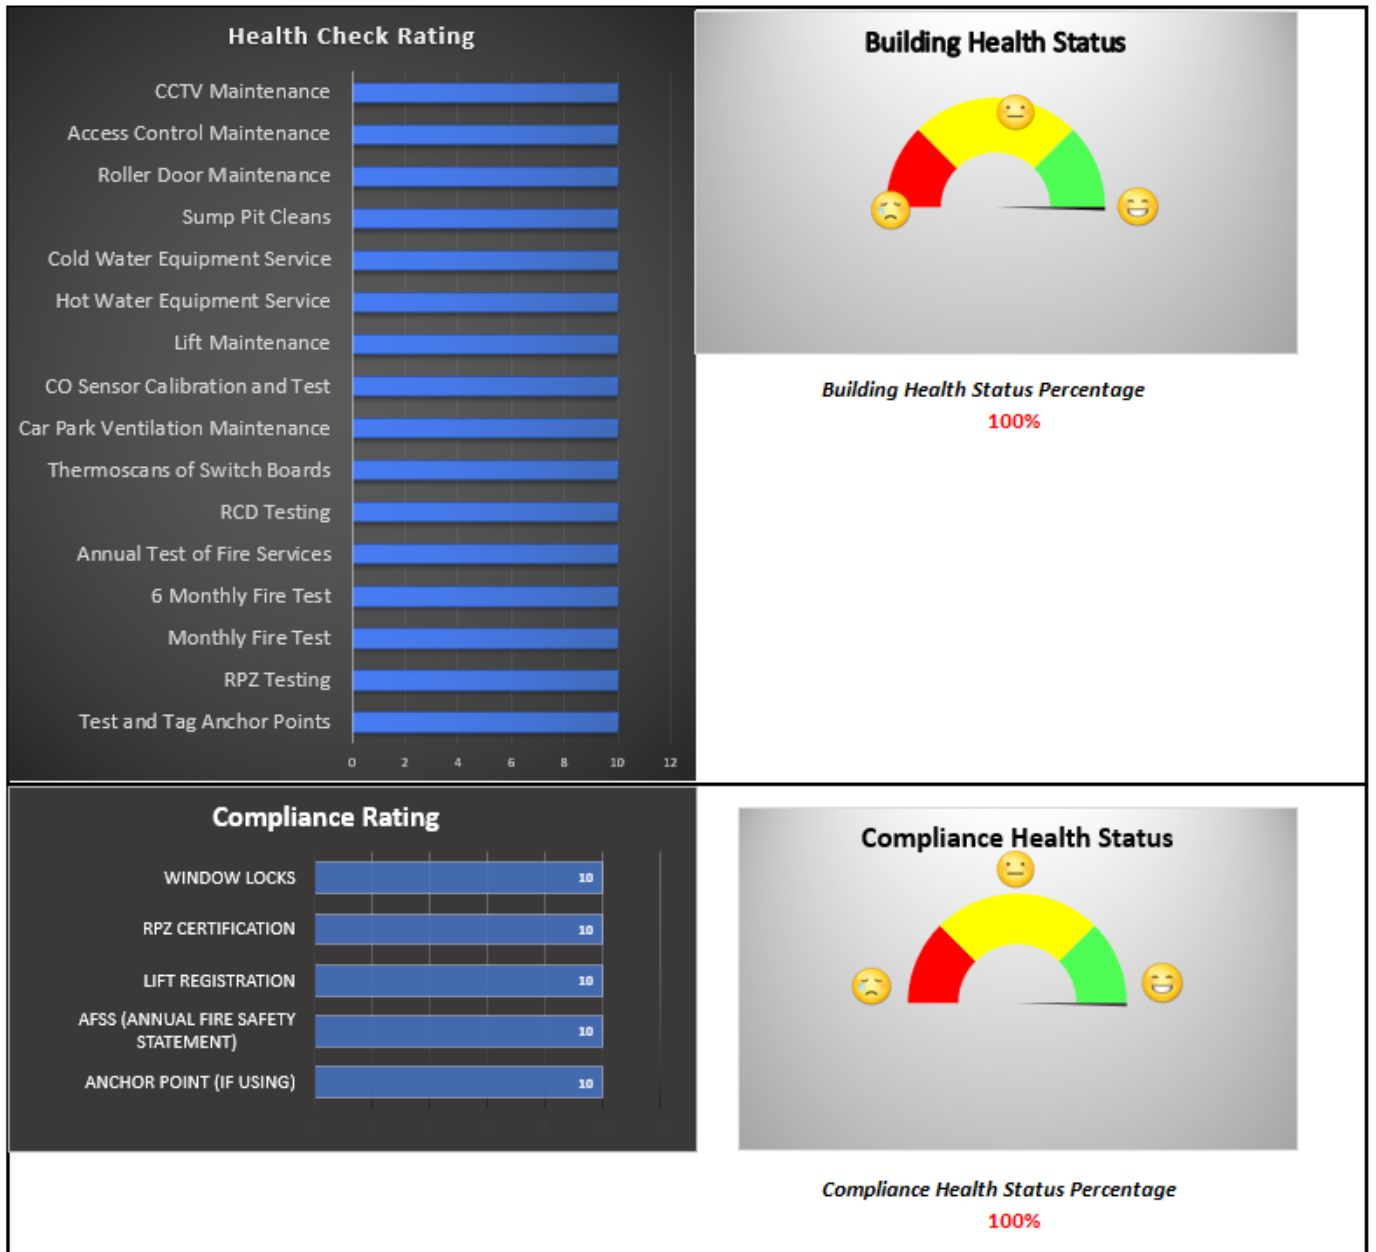 Health Check Rating
CCTV Maintenance
Access Control Maintenance
Roller Door Maintenance
Sump Pit Cleans
Cold Water Equipment Service
Hot Water Equipment Service
Lift Maintenance
CO Sensor Calibration and Test
Car Park Ventilation Maintenance
Thermoscans of Switch Boards
RCD Testing
Annual Test of Fire Services
6 Monthly Fire Test
Monthly Fire Test
RPZ Testing
Test and Tag Anchor Points
0 2 4 6 8 10 12
Building Health Status
Building Health Status Percentage
100%
Compliance Rating
WINDOW LOCKS 10
RPZ CERTIFICATION 10
LIFT REGISTRATION 10
AFSS (ANNUAL FIRE SAFETY
STATEMENT) 10
ANCHOR POINT (IF USING) 10
Compliance Health Status
Compliance Health Status Percentage
100%